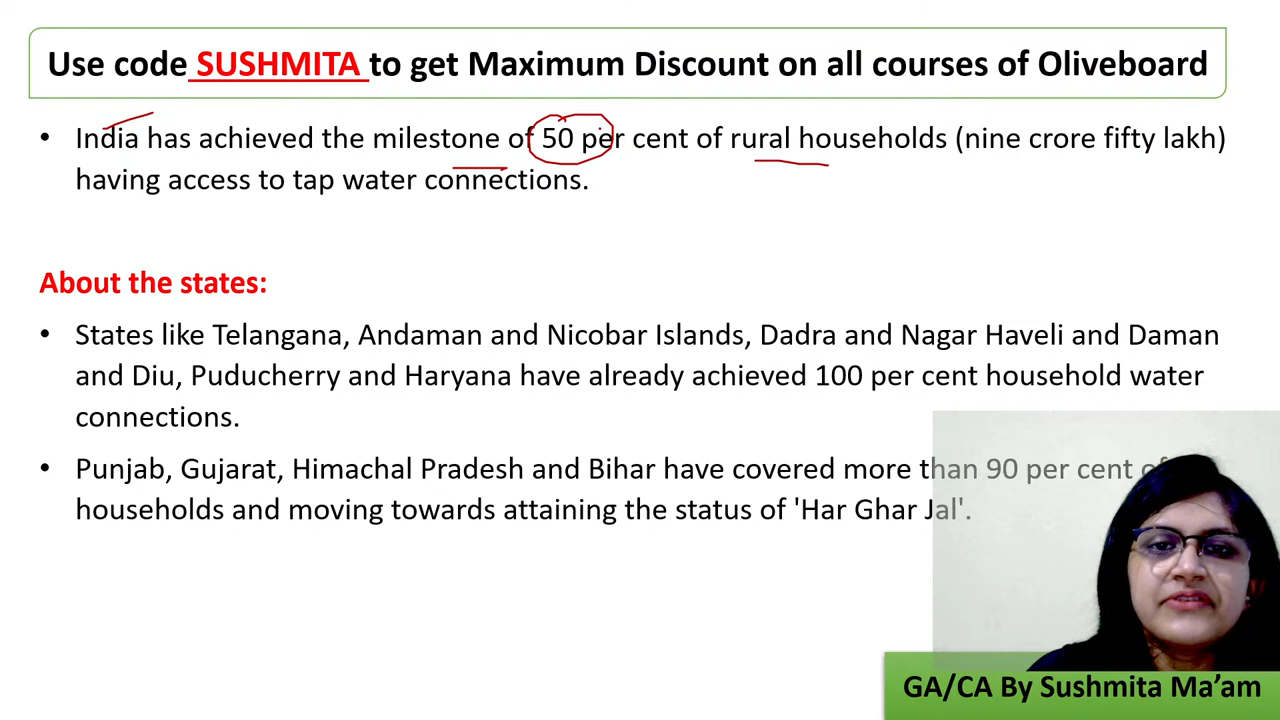 Use code SUSHMITA to get Maximum Discount on all courses of Oliveboard
• India has achieved the milestone of 50 per cent of rural households (nine crore fifty lakh)
having access to tap water connections.
About the states:
• States like Telangana, Andaman and Nicobar Islands, Dadra and Nagar Haveli and Daman
and Diu, Puducherry and Haryana have already achieved 100 per cent household water
connections.
• Punjab, Gujarat, Himachal Pradesh and Bihar have covered more than 90 per cent of
households and moving towards attaining the status of 'Har Ghar Jal'.
GA/CA By Sushmita Ma’am